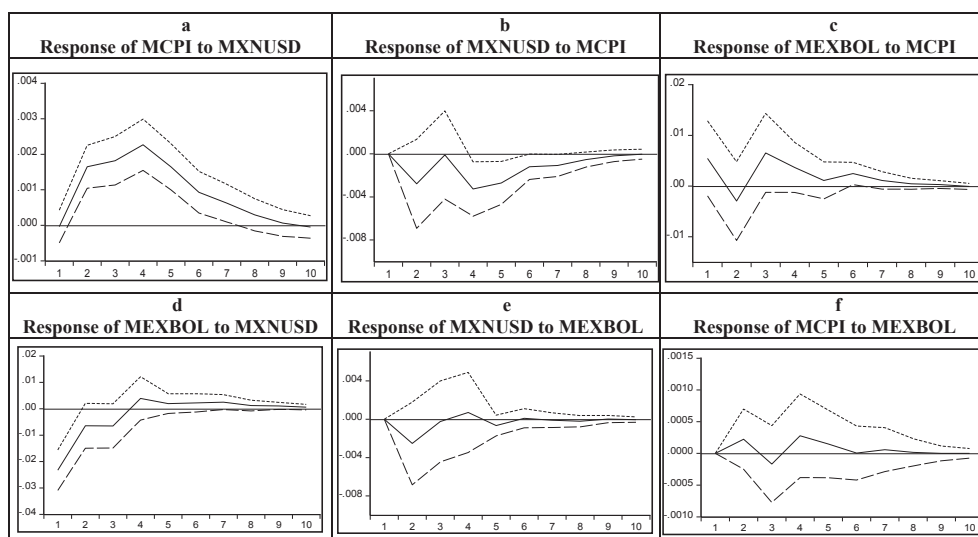 a
Response of MCPI to MXNUSD
b
Response of MXNUSD to MCPI
c
Response of MEXBOL to MCPI
.004
.003
.002
.001
.000
-.001
1 2 3 4 5 6 7 8 9 10
.004
.000
-.004
-.008
1 2 3 4 5 6 7 8 9 10
.02
.01
.00
-.01
1 2 3 4 5 6 7 8 9 10
d
Response of MEXBOL to MXNUSD
e
Response of MXNUSD to MEXBOL
f
Response of MCPI to MEXBOL
.02
.01
.00
-.01
-.02
-.03
-.04
1 2 3 4 5 6 7 8 9 10
.004
.000
-.004
-.008
1 2 3 4 5 6 7 8 9 10
.0015
.0010
.0005
.0000
-.0005
-.0010
1 2 3 4 5 6 7 8 9 10